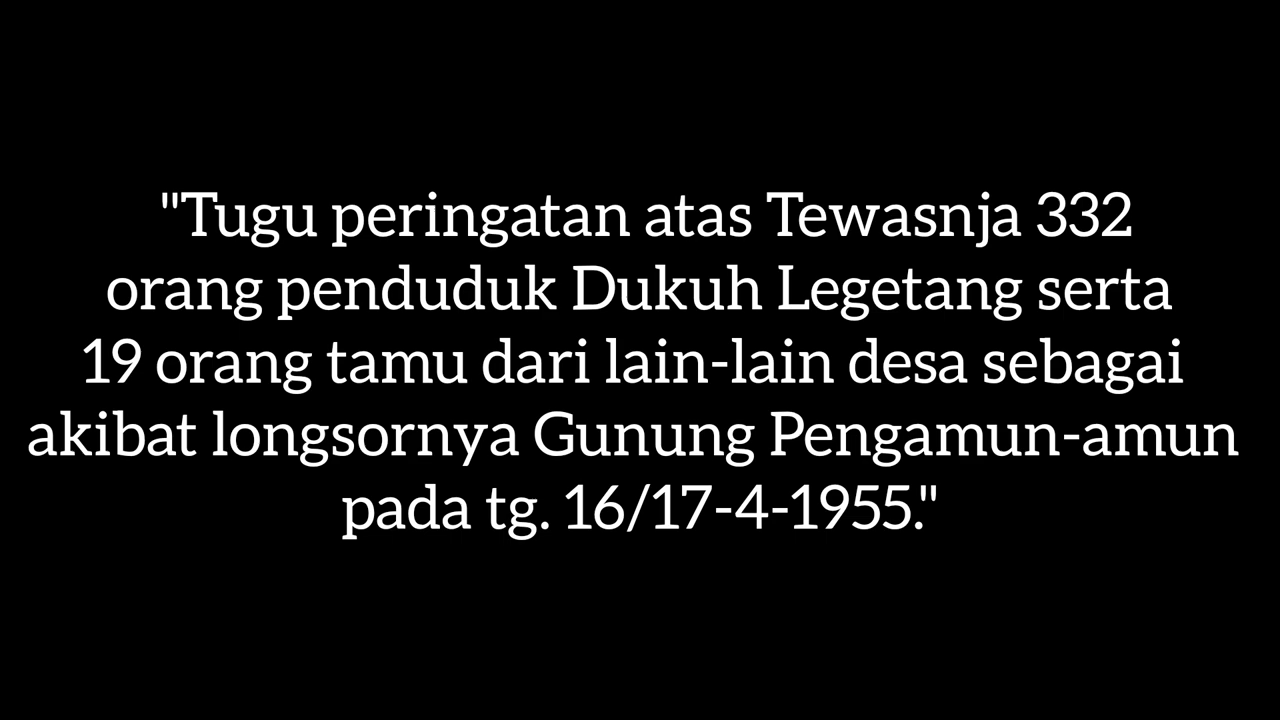 "Tugu peringatan atas Tewasnja 332
orang penduduk Dukuh Legetang serta
19 orang tamu dari lain-lain desa sebagai
akibat longsornya Gunung Pengamun-amun
pada tg. 16/17-4-1955."